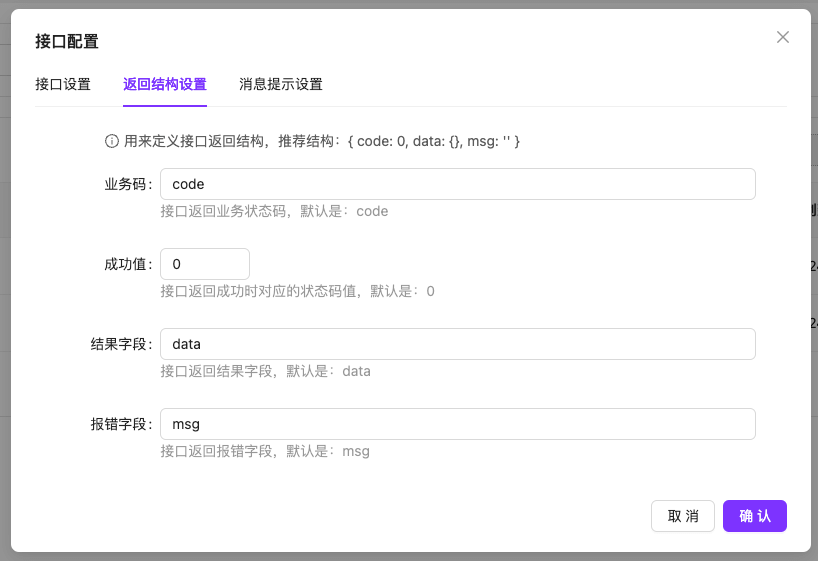 接口配置
接口设置 返回结构设置 消息提示设置
用来定义接口返回结构，推荐结构：{ code: 0, data: {}, msg: '' }
业务码： code
接口返回业务状态码，默认是：code
成功值： 0
接口返回成功时对应的状态码值，默认是：0
结果字段： data
接口返回结果字段，默认是：data
报错字段： msg
接口返回报错字段，默认是：msg
取 消 确 认